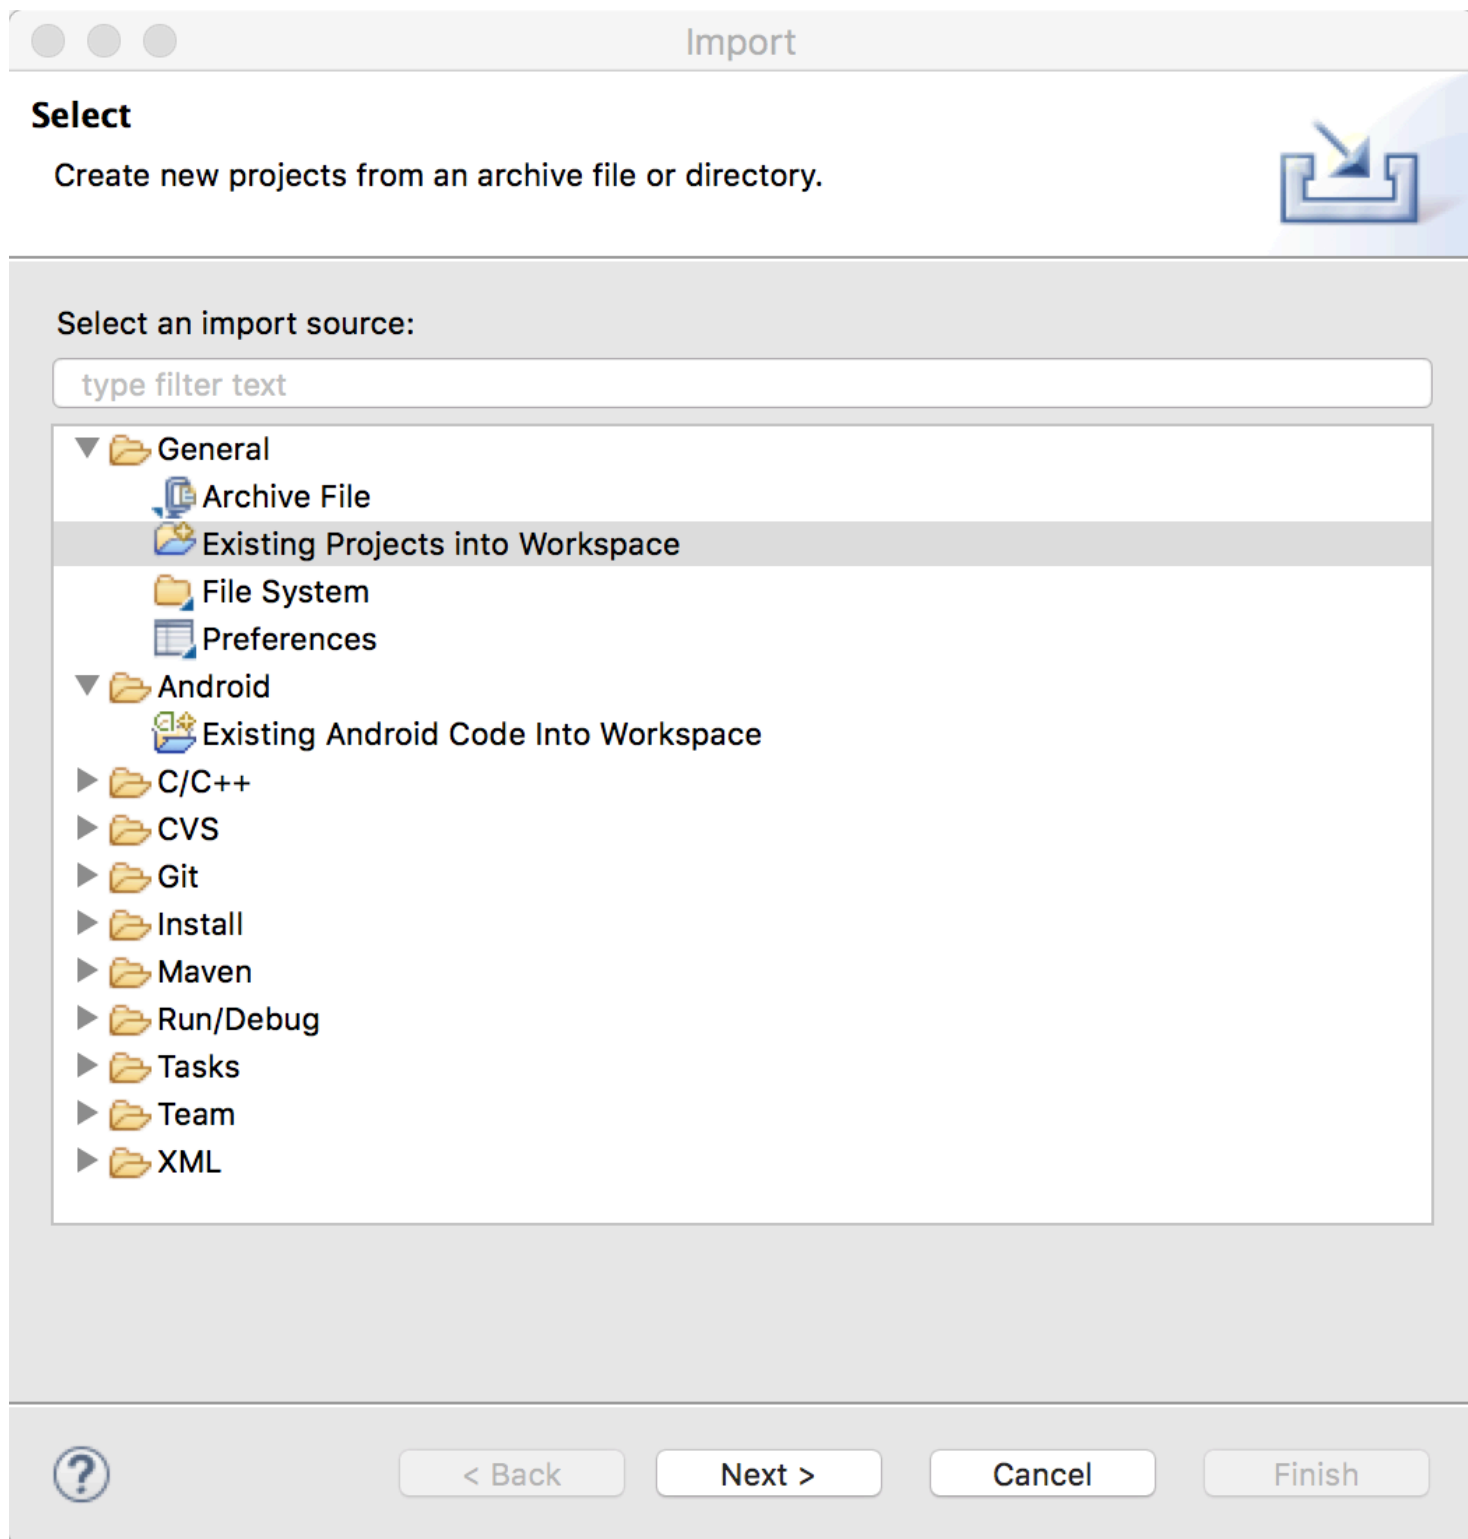 Import
Select
Create new projects from an archive file or directory.
Select an import source:
type filter text
General
Archive File
Existing Projects into Workspace
File System
Preferences
Android
Existing Android Code Into Workspace
C/C++
CVS
Git
Install
Maven
Run/Debug
Tasks
Team
XML
? < Back Next > Cancel Finish